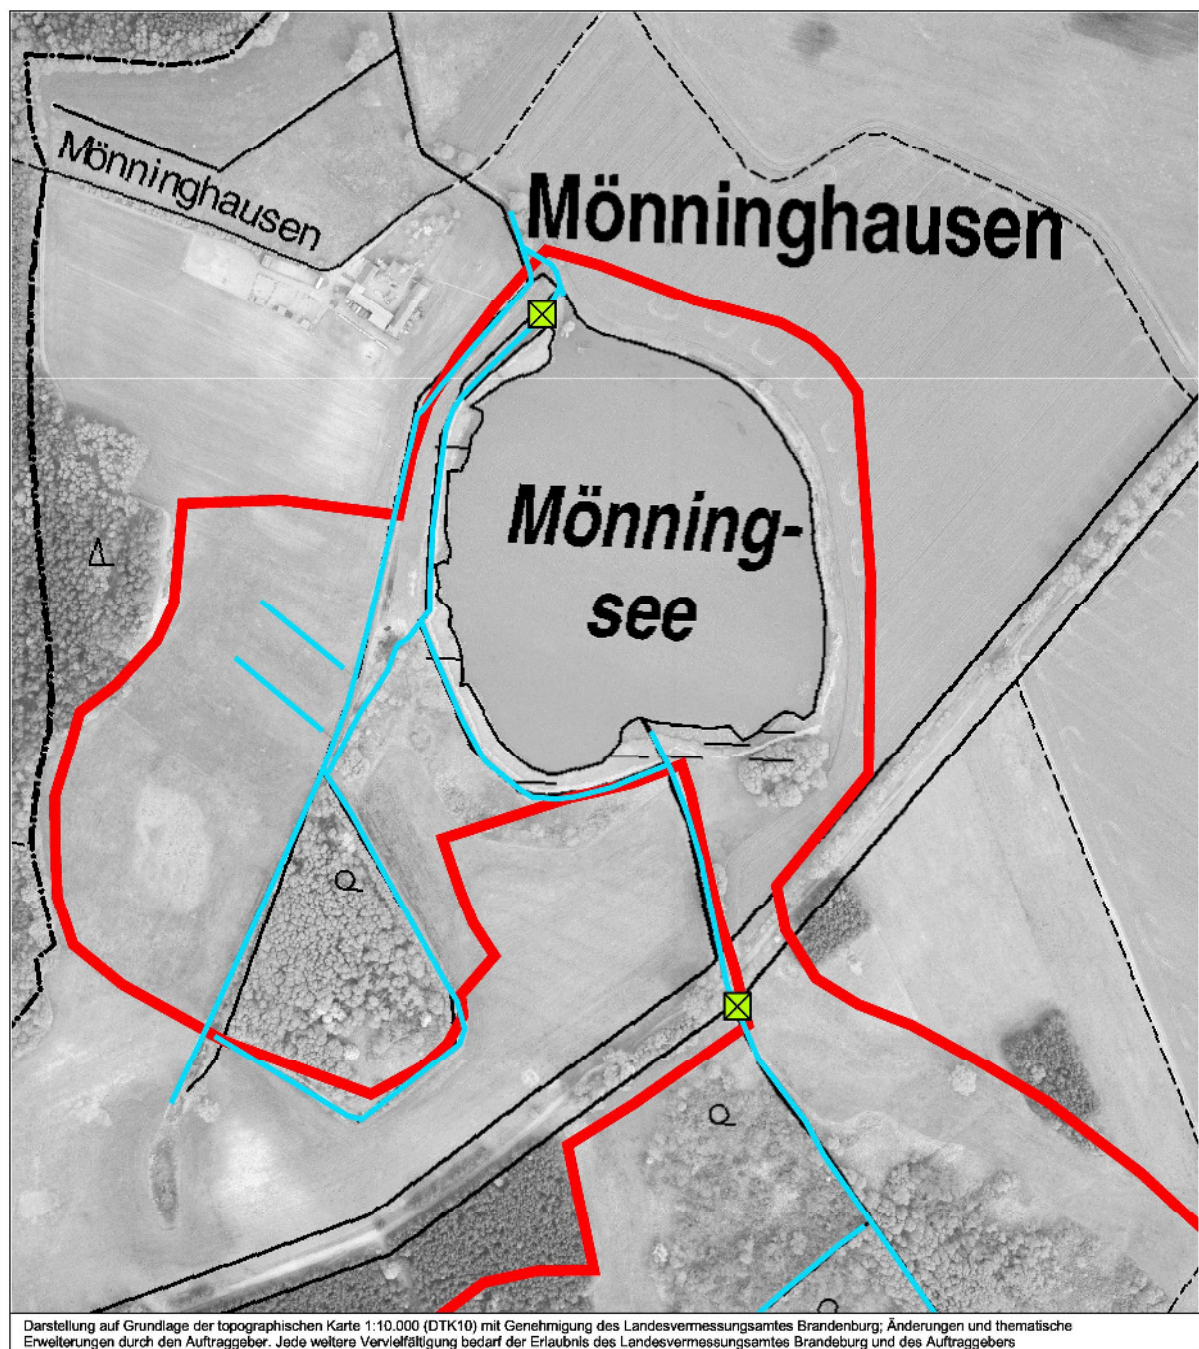 Mönninghausen
Mönninghausen
Mönning-
see
Darstellung auf Grundlage der topographischen Karte 1:10.000 (DTK10) mit Genehmigung des Landesvermessungsamtes Brandenburg; Änderungen und thematische
Erweiterungen durch den Auftraggeber. Jede weitere Vervielfältigung bedarf der Erlaubnis des Landesvermessungsamtes Brandeburg und des Auftraggebers